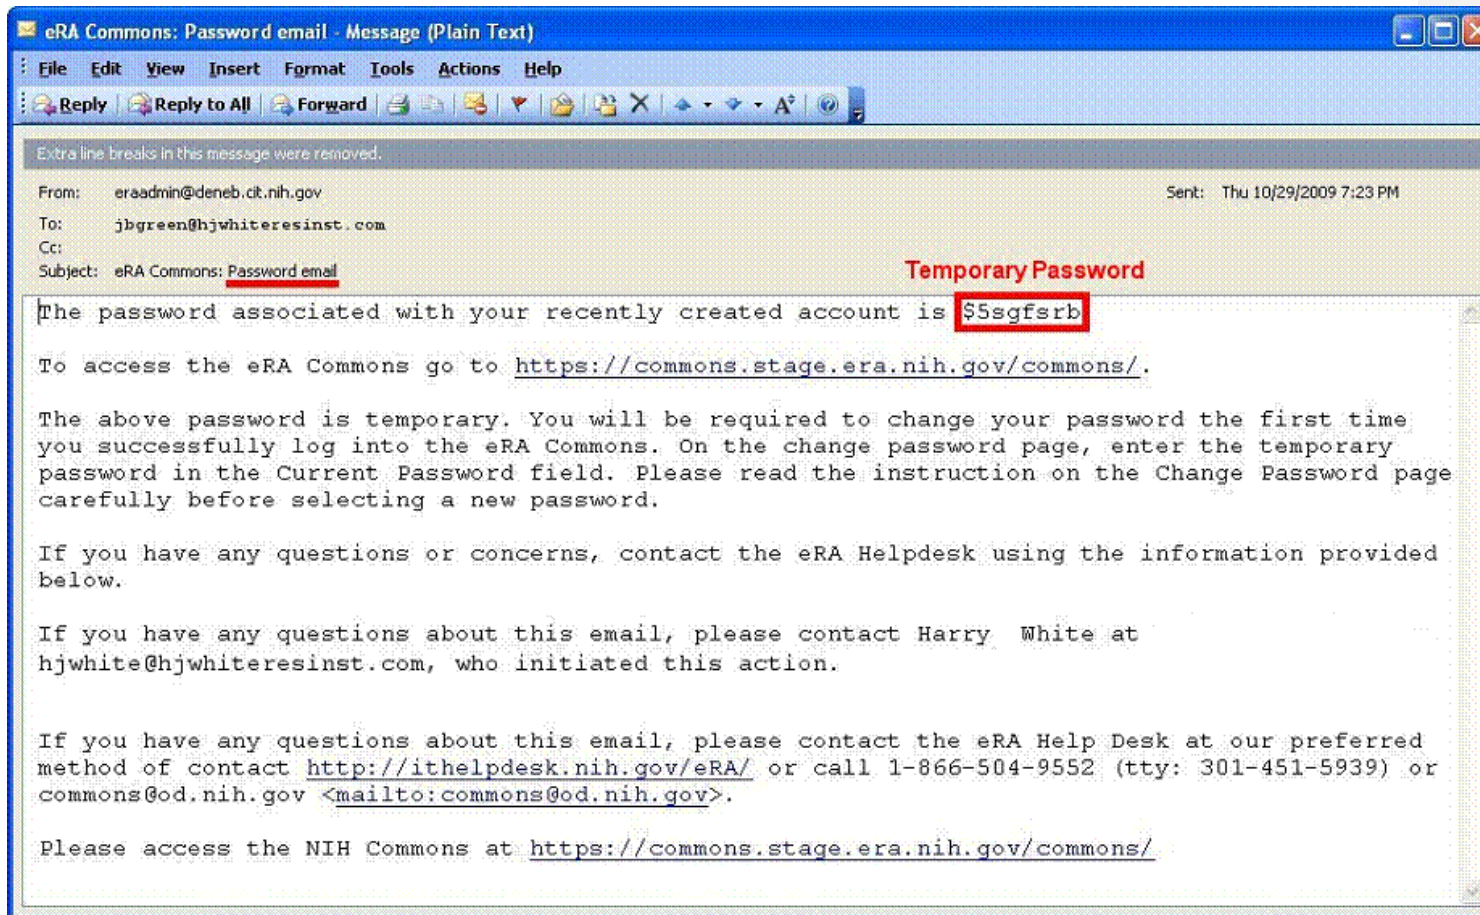 eRA Commons: Password email - Message (Plain Text)
File Edit View Insert Format Tools Actions Help
Reply Reply to All Forward
Extra line breaks in this message were removed.
From: eraadmin@deneb.cit.nih.gov Sent: Thu 10/29/2009 7:23 PM
To: jbgreen@hjwhiteresinst.com
Cc:
Subject: eRA Commons: Password email
Temporary Password
The password associated with your recently created account is $5sgfsrb
To access the eRA Commons go to https://commons.stage.era.nih.gov/commons/.
The above password is temporary. You will be required to change your password the first time
you successfully log into the eRA Commons. On the change password page, enter the temporary
password in the Current Password field. Please read the instruction on the Change Password page
carefully before selecting a new password.
If you have any questions or concerns, contact the eRA Helpdesk using the information provided
below.
If you have any questions about this email, please contact Harry  White at
hjwhite@hjwhiteresinst.com, who initiated this action.
If you have any questions about this email, please contact the eRA Help Desk at our preferred
method of contact http://ithelpdesk.nih.gov/eRA/ or call 1-866-504-9552 (tty: 301-451-5939) or
commons@od.nih.gov <mailto:commons@od.nih.gov>.
Please access the NIH Commons at https://commons.stage.era.nih.gov/commons/